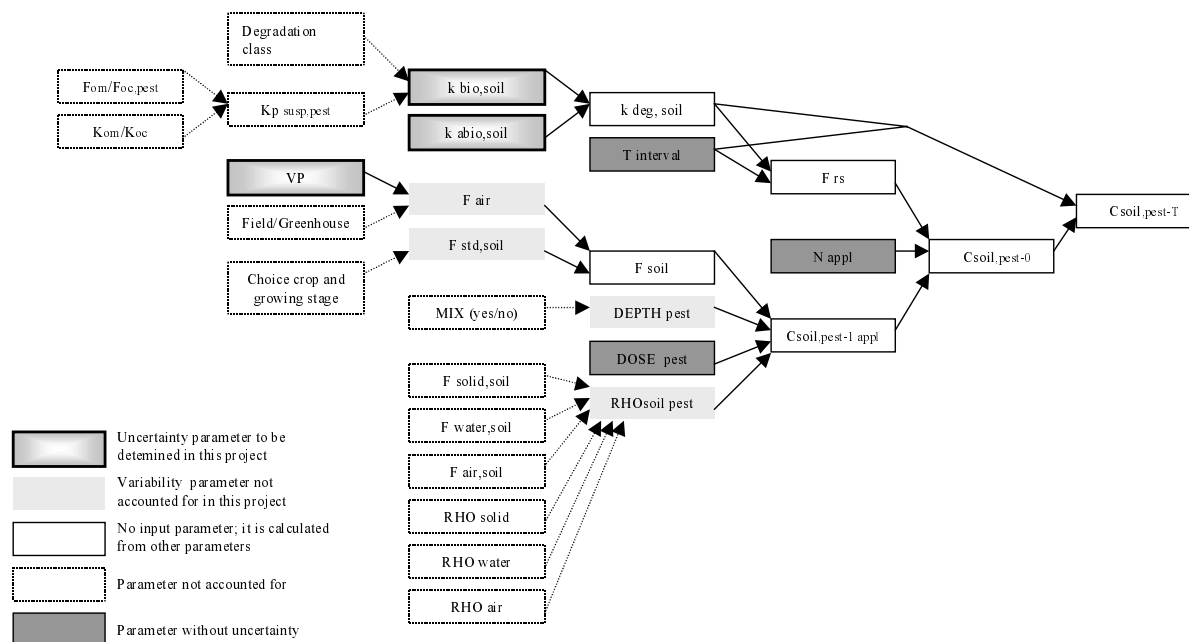 Degradation
class
Fom/Foc,pest
Kom/Koc
Kp susp,pest
k bio,soil
k abio,soil
k deg, soil
T interval
VP
Field/Greenhouse
F air
F std,soil
Choice crop and
growing stage
F rs
Csoil,pest-T
N appl
Csoil,pest-0
F soil
MIX (yes/no)
DEPTH pest
Csoil,pest-1 appl
DOSE pest
F solid,soil
RHOsoil pest
F water,soil
F air,soil
RHO solid
RHO water
RHO air
Uncertainty parameter to be
detemined in this project
Variability parameter not
accounted for in this project
No input parameter; it is calculated
from other parameters
Parameter not accounted for
Parameter without uncertainty